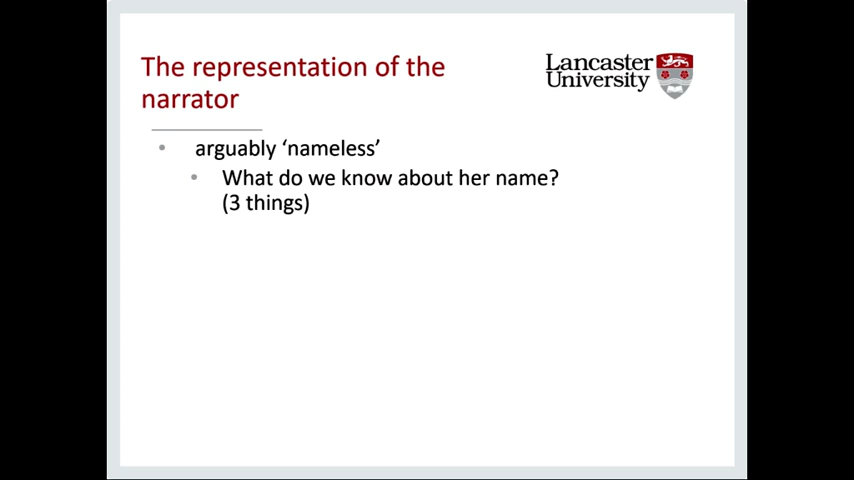 The representation of the
narrator
Lancaster
University
• arguably ‘nameless’
• What do we know about her name?
(3 things)